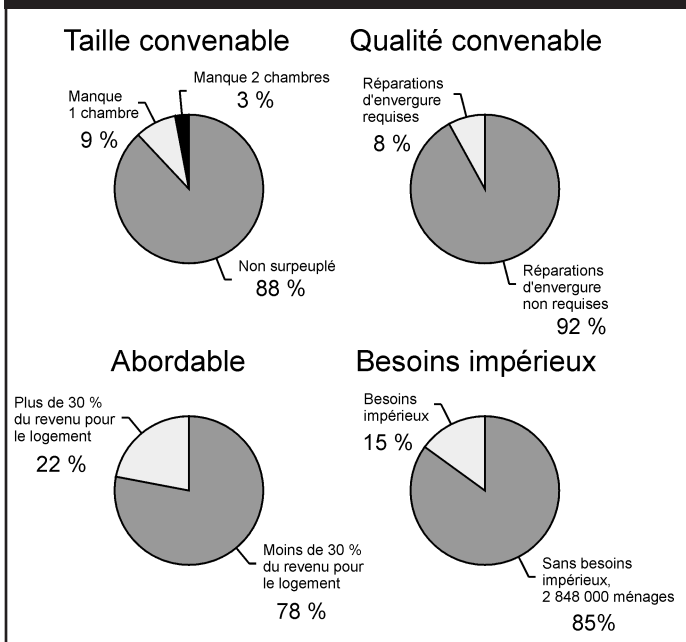 Taille convenable
Manque 2 chambres
3 %
Manque
1 chambre
9 %
Non surpeuplé
88 %
Qualité convenable
Réparations
d'envergure
requises
8 %
Réparations
d'envergure
non requises
92 %
Abordable
Plus de 30 %
du revenu pour
le logement
22 %
Moins de 30 %
du revenu pour
le logement
78 %
Besoins impérieux
Besoins
impérieux
15 %
Sans besoins
impérieux,
2 848 000 ménages
85%